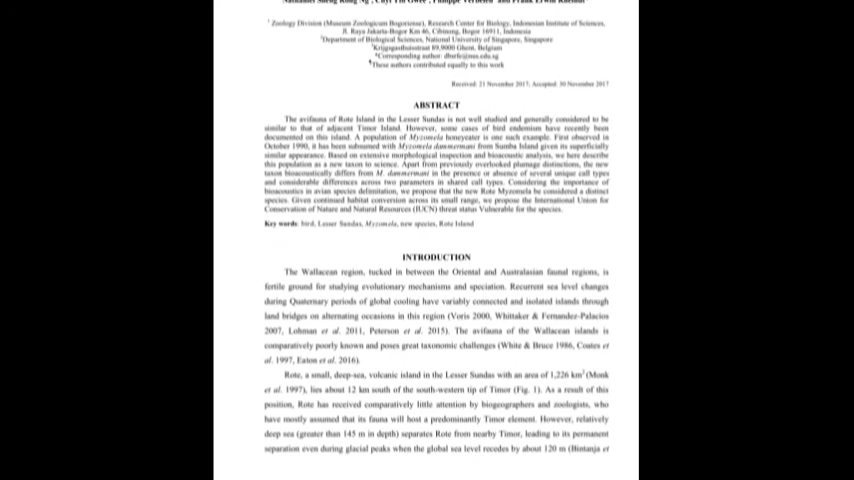 ¹ Zoology Division (Museum Zoologicum Bogoriense), Research Center for Biology, Indonesian Institute of Sciences,
Jl. Raya Jakarta-Bogor Km 46, Cibinong, Bogor 16911, Indonesia
²Department of Biological Sciences, National University of Singapore, Singapore
89,9000 Ghent, Belgium
*Corresponding author:
These authors contributed equally to this work
Received: 21 November 2017; Accepted: 30 November 2017
ABSTRACT
The avifauna of Rote Island in the Lesser Sundas is not well studied and generally considered to be
similar to that of adjacent Timor Island. However, some cases of bird endemism have recently been
documented on this island. A population of Myzomela honeyeater is one such example. First observed in
October 1990, it has been subsumed with Myzomela dammermani from Sumba Island given its superficially
similar appearance. Based on extensive morphological inspection and bioacoustic analysis, we here describe
this population as a new taxon to science. Apart from previously overlooked plumage distinctions, the new
taxon bioacoustically differs from M. dammermani in the presence or absence of several unique call types
and considerable differences across two parameters in shared call types. Considering the importance of
bioacoustics in avian species delimitation, we propose that the new Rote Myzomela be considered a distinct
species. Given continued habitat conversion across its small range, we propose the International Union for
Conservation of Nature and Natural Resources (IUCN) threat status Vulnerable for the species.
Key words: bird, Lesser Sundas, Myzomela, new species, Rote Island
INTRODUCTION
The Wallacean region, tucked in between the Oriental and Australasian faunal regions, is
fertile ground for studying evolutionary mechanisms and speciation. Recurrent sea level changes
during Quaternary periods of global cooling have variably connected and isolated islands through
land bridges on alternating occasions in this region (Voris 2000, Whittaker & Fernandez-Palacios
2007, Lohman et al. 2011, Peterson et al. 2015). The avifauna of the Wallacean islands is
comparatively poorly known and poses great taxonomic challenges (White & Bruce 1986, Coates et
al. 1997, Eaton et al. 2016).
Rote, a small, deep-sea, volcanic island in the Lesser Sundas with an area of 1,226 km² (Monk
et al. 1997), lies about 12 km south of the south-western tip of Timor (Fig. 1). As a result of this
position, Rote has received comparatively little attention by biogeographers and zoologists, who
have mostly assumed that its fauna will host a predominantly Timor element. However, relatively
deep sea (greater than 145 m in depth) separates Rote from nearby Timor, leading to its permanent
separation even during glacial peaks when the global sea level recedes by about 120 m (Bintanja et